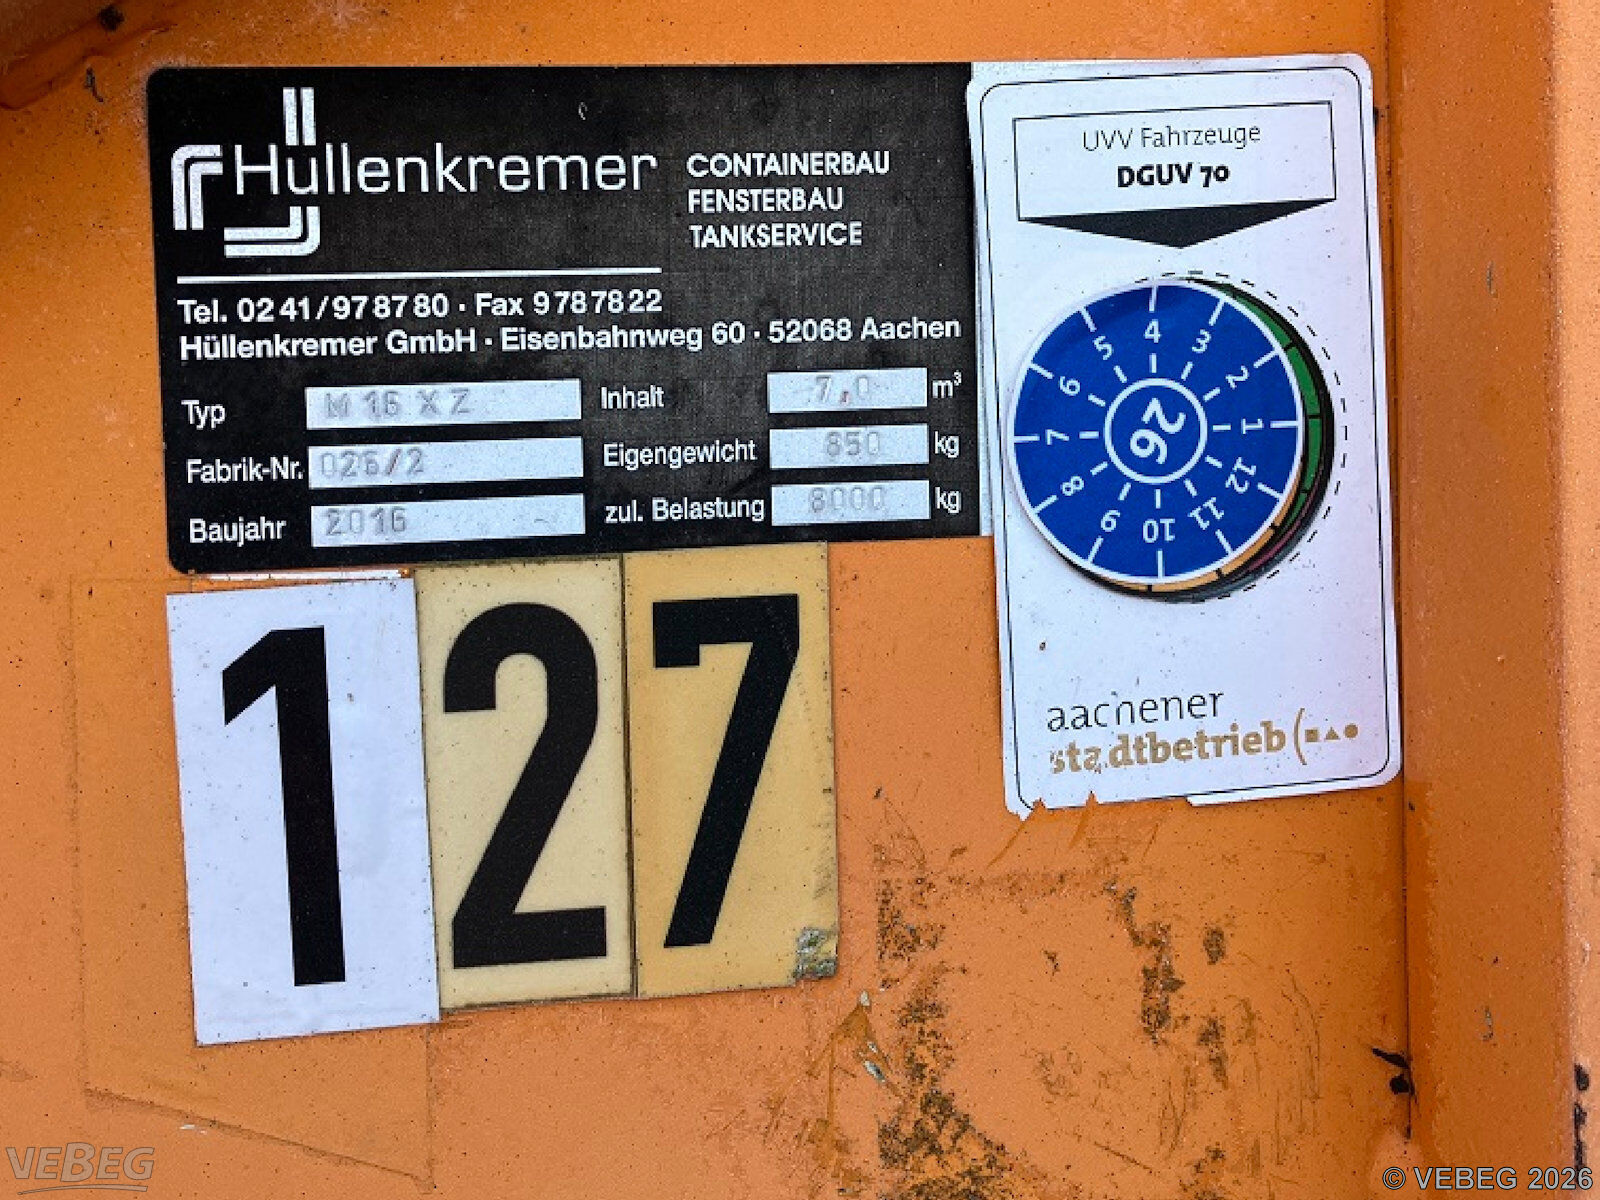 Hüllenkremer
CONTAINERBAU
FENSTERBAU
TANKSERVICE
Tel. 0241/978780 · Fax 9787822
Hüllenkremer GmbH · Eisenbahnweg 60 · 52068 Aachen
Typ M 16 X Z
Inhalt 7,0 m³
Fabrik-Nr. 026/2
Eigengewicht 850 kg
Baujahr 2016
zul. Belastung 8000 kg
UVV Fahrzeuge
DGUV 70
1 2 3 4 5 6 7 8 9 10 11 12
26
aachener
stadtbetrieb
127
VEBEG
© VEBEG 2026